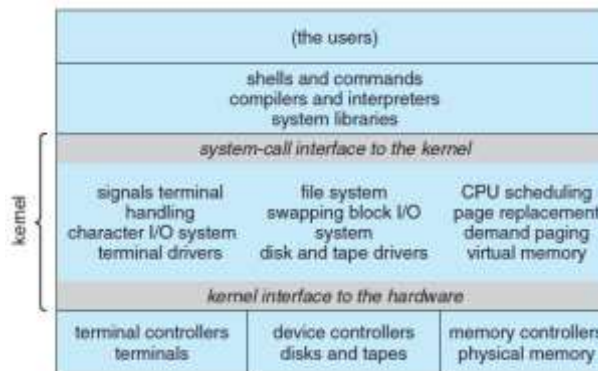 (the users)
shells and commands
compilers and interpreters
system libraries
system-call interface to the kernel
kernel
signals terminal
handling
character I/O system
terminal drivers
file system
swapping block I/O
system
disk and tape drivers
CPU scheduling
page replacement
demand paging
virtual memory
kernel interface to the hardware
terminal controllers
terminals
device controllers
disks and tapes
memory controllers
physical memory